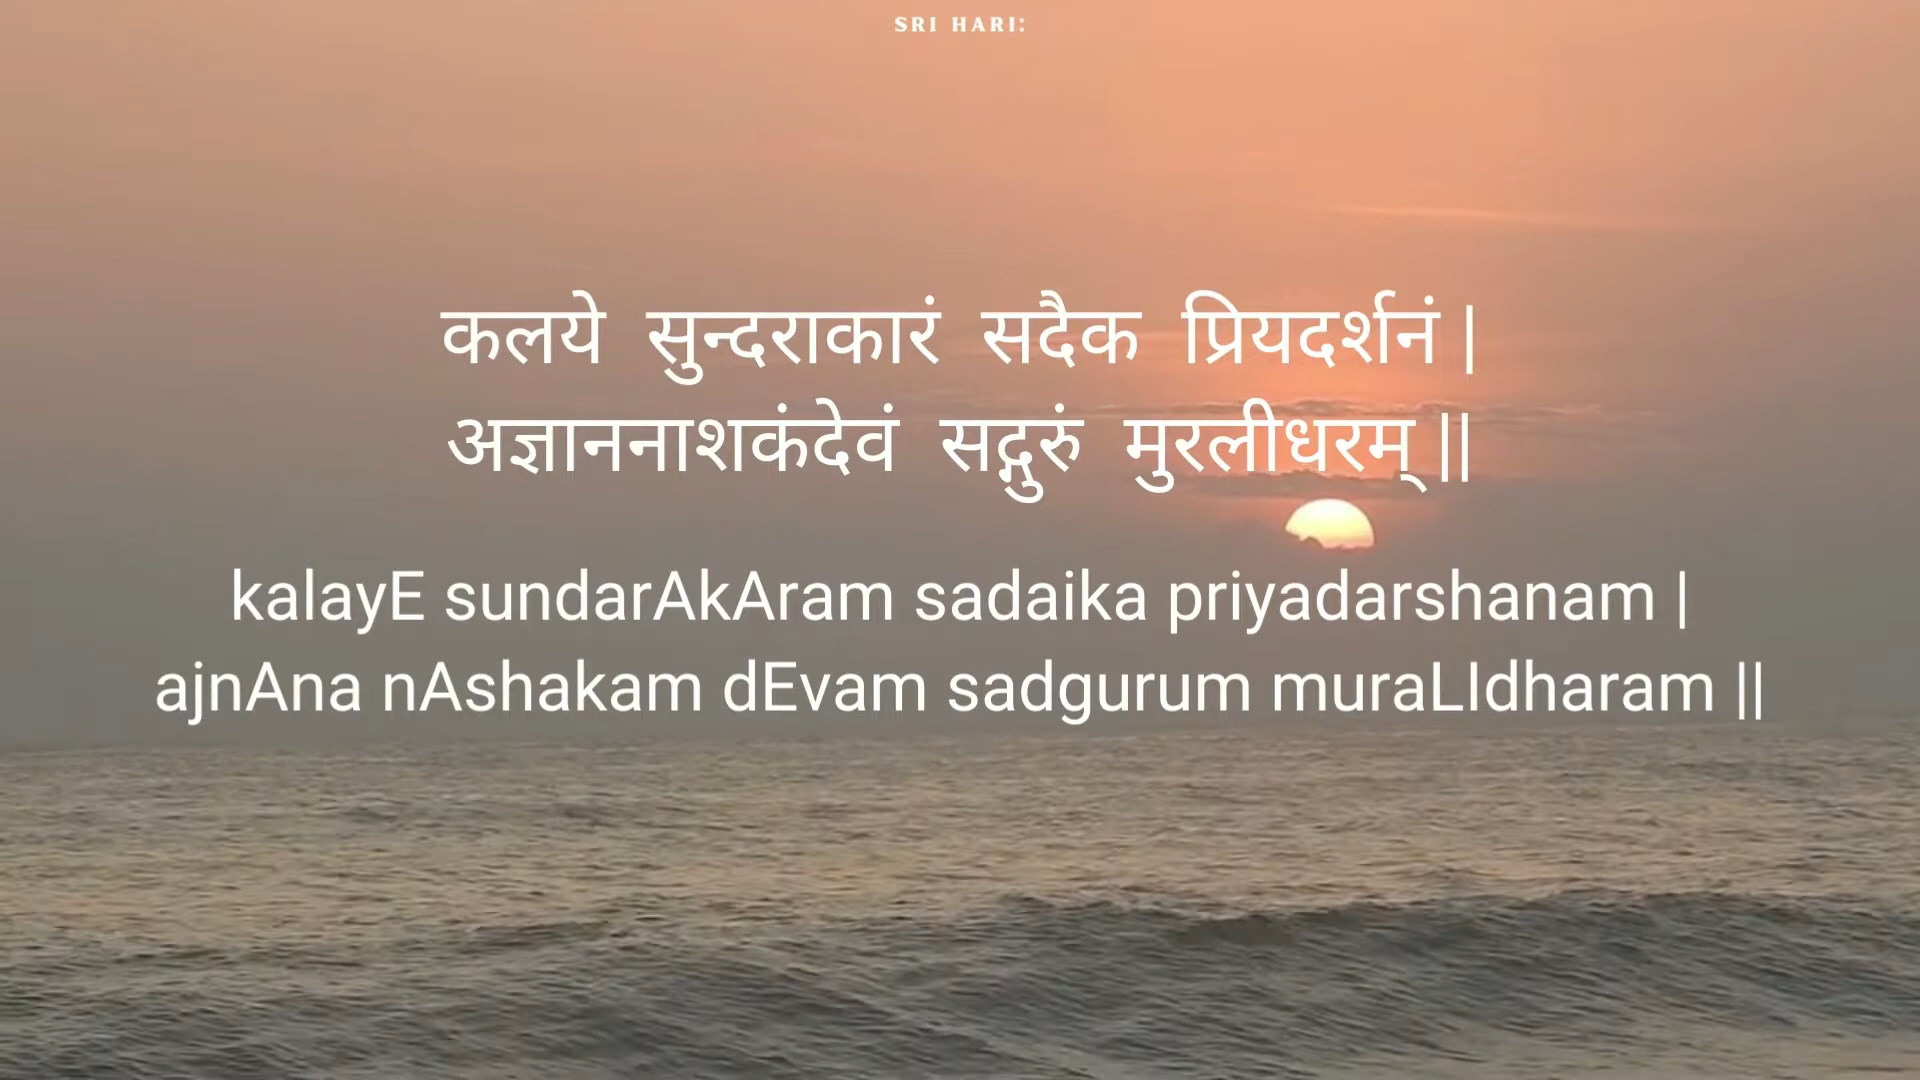 SRI HARI:
कलये सुन्दराकारं सदैक प्रियदर्शनं |
अज्ञाननाशकंदेवं सद्गुरुं मुरलीधरम् ||
kalayE sundarAkAram sadaika priyadarshanam |
ajnAna nAshakam dEvam sadgurum muraLIdharam ||